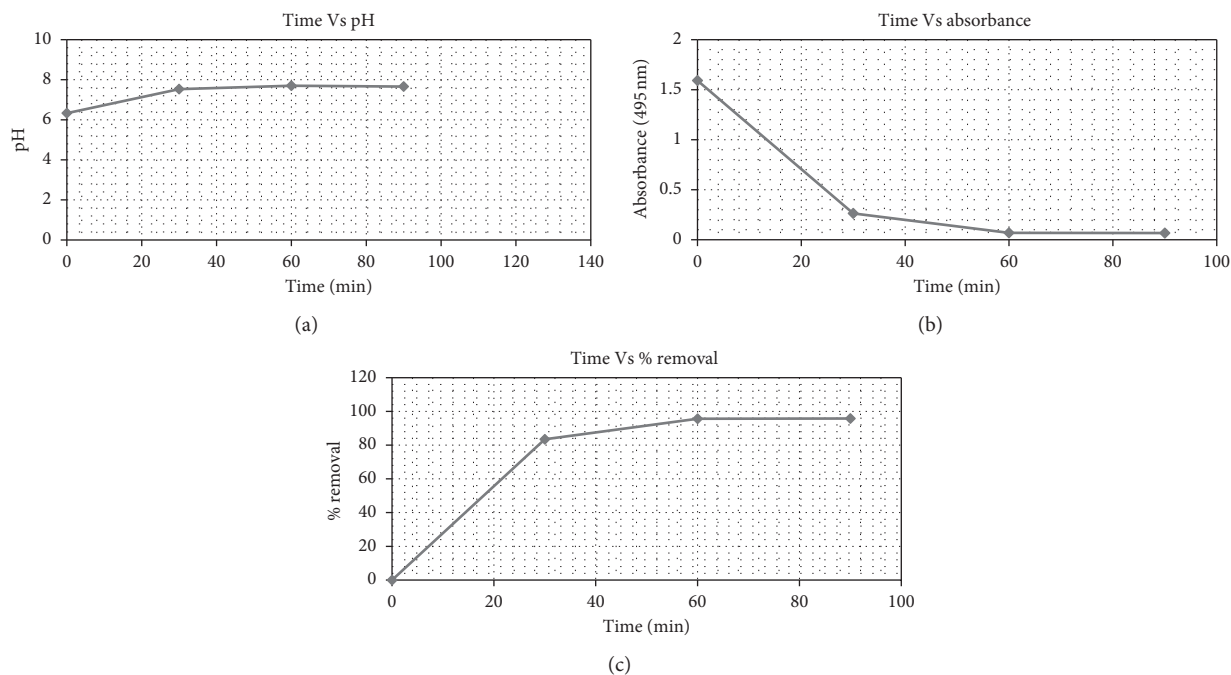 Time Vs pH
10
8
6
4
2
0
pH
0 20 40 60 80 100 120 140
Time (min)
(a)
Time Vs absorbance
2
1.5
1
0.5
0
Absorbance (495 nm)
0 20 40 60 80 100
Time (min)
(b)
Time Vs % removal
120
100
80
60
40
20
0
% removal
0 20 40 60 80 100
Time (min)
(c)